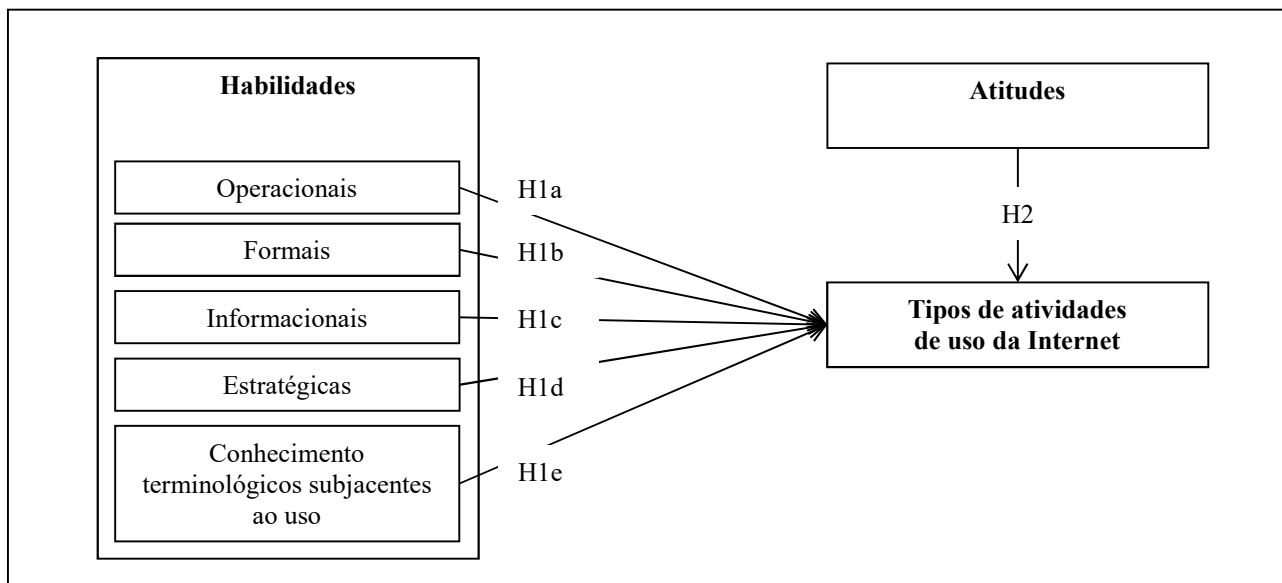 Habilidades
Operacionais
Formais
Informacionais
Estratégicas
Conhecimento
terminológicos subjacentes
ao uso
H1a
H1b
H1c
H1d
H1e
Atitudes
H2
Tipos de atividades
de uso da Internet